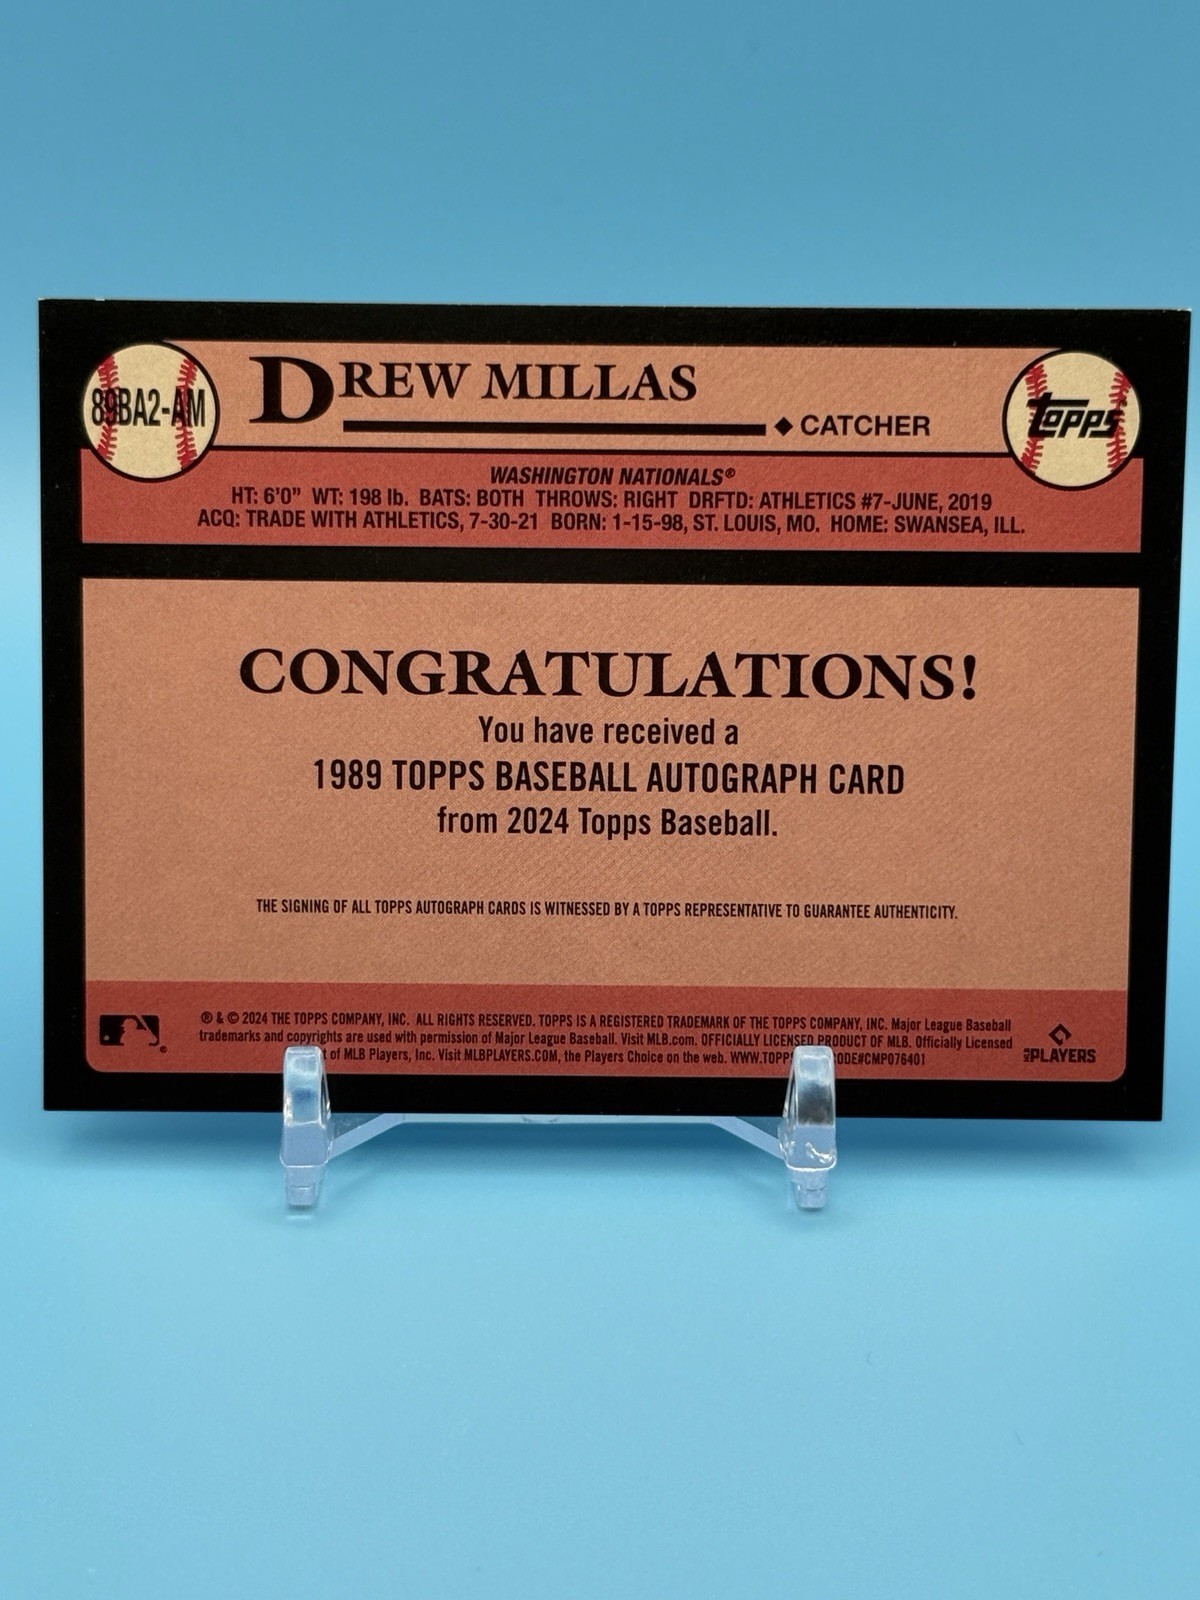 89BA2-AM
DREW MILLAS
◆ CATCHER
topps
WASHINGTON NATIONALS®
HT: 6'0" WT: 198 lb. BATS: BOTH THROWS: RIGHT DRFTD: ATHLETICS #7-JUNE, 2019
ACQ: TRADE WITH ATHLETICS, 7-30-21 BORN: 1-15-98, ST. LOUIS, MO. HOME: SWANSEA, ILL.
CONGRATULATIONS!
You have received a
1989 TOPPS BASEBALL AUTOGRAPH CARD
from 2024 Topps Baseball.
THE SIGNING OF ALL TOPPS AUTOGRAPH CARDS IS WITNESSED BY A TOPPS REPRESENTATIVE TO GUARANTEE AUTHENTICITY.
® & © 2024 THE TOPPS COMPANY, INC. ALL RIGHTS RESERVED. TOPPS IS A REGISTERED TRADEMARK OF THE TOPPS COMPANY, INC. Major League Baseball
trademarks and copyrights are used with permission of Major League Baseball. Visit MLB.com. OFFICIALLY LICENSED PRODUCT OF MLB. Officially Licensed
of MLB Players, Inc. Visit MLBPLAYERS.COM, the Players Choice on the web. WWW.TOPP ODE#CMP076401
MLB PLAYERS